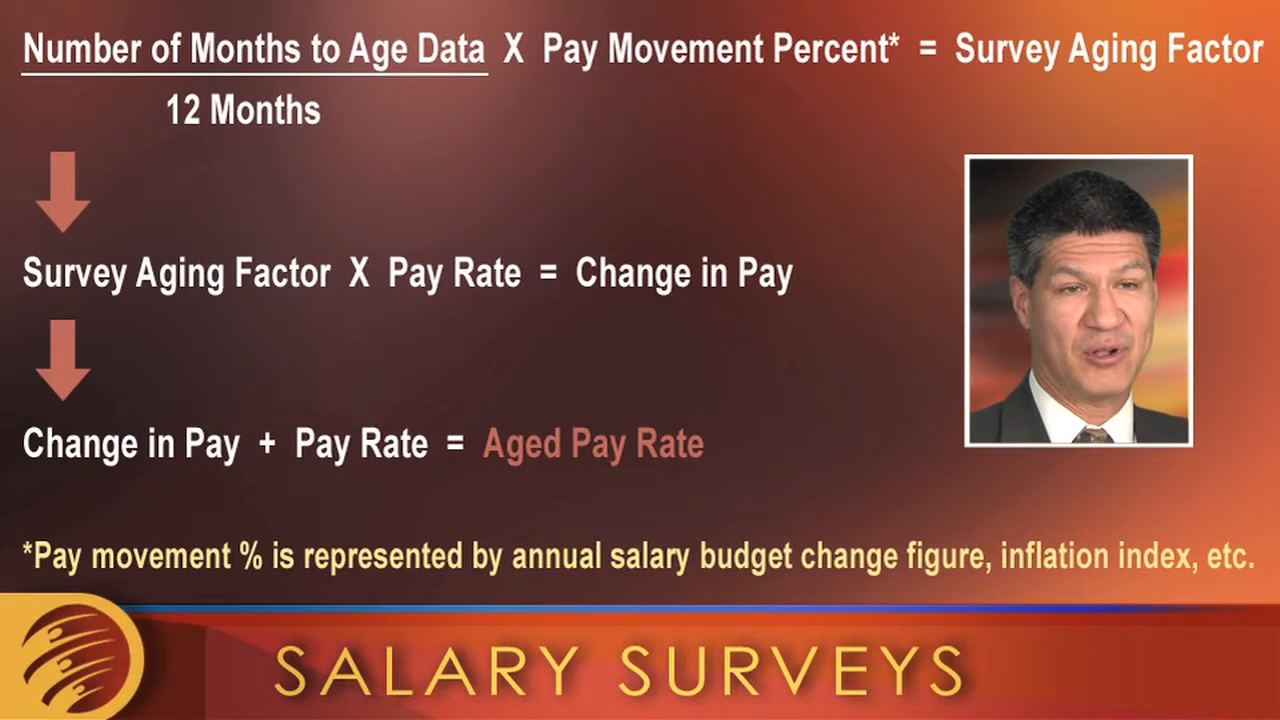 Number of Months to Age Data X Pay Movement Percent* = Survey Aging Factor
12 Months
Survey Aging Factor X Pay Rate = Change in Pay
Change in Pay + Pay Rate = Aged Pay Rate
*Pay movement % is represented by annual salary budget change figure, inflation index, etc.
SALARY SURVEYS